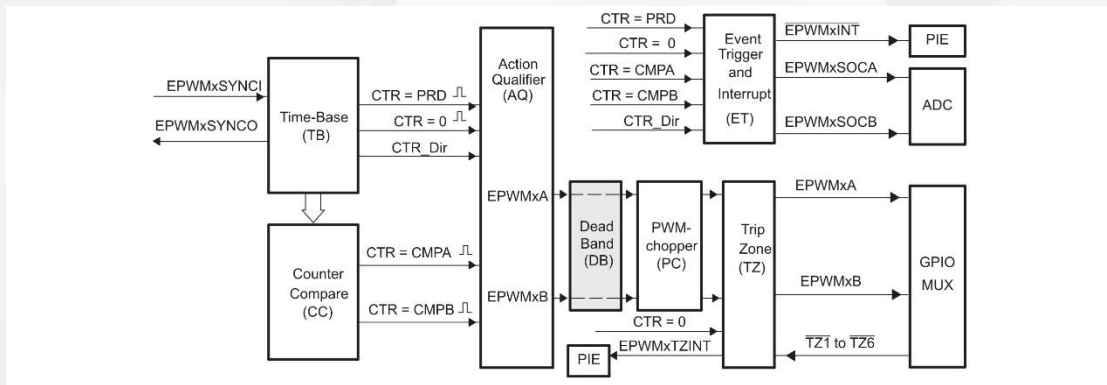 EPWMxSYNCI
EPWMxSYNCO
Time-Base
(TB)
CTR = PRD
CTR = 0
CTR_Dir
Counter
Compare
(CC)
CTR = CMPA
CTR = CMPB
Action
Qualifier
(AQ)
EPWMxA
EPWMxB
CTR = PRD
CTR = 0
CTR = CMPA
CTR = CMPB
CTR_Dir
Event
Trigger
and
Interrupt
(ET)
EPWMxINT
EPWMxSOCA
EPWMxSOCB
PIE
ADC
Dead
Band
(DB)
PWM-
chopper
(PC)
Trip
Zone
(TZ)
CTR = 0
EPWMxTZINT
PIE
EPWMxA
EPWMxB
TZ1 to TZ6
GPIO
MUX